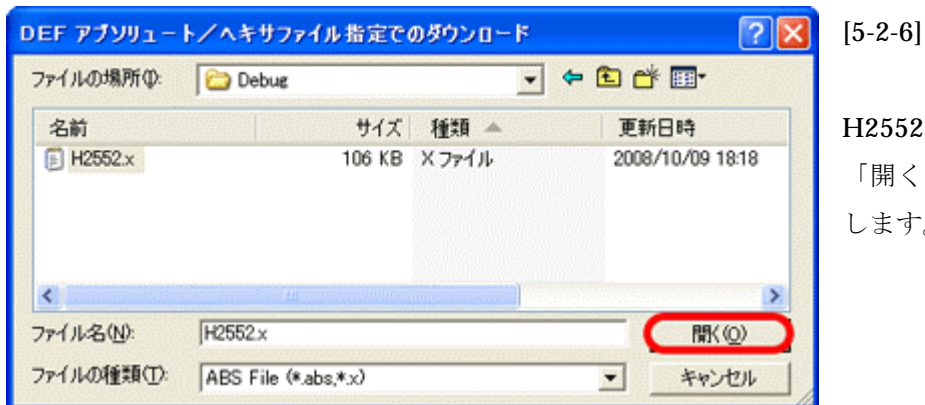 DEF アブソリュート／ヘキサファイル指定でのダウンロード
ファイルの場所(I):
Debug
名前 サイズ 種類 更新日時
H2552.x 106 KB X ファイル 2008/10/09 18:18
ファイル名(N):
H2552.x
開く(O)
ファイルの種類(T):
ABS File (*.abs,*.x)
キャンセル
[5-2-6]
H2552
「開く
します。